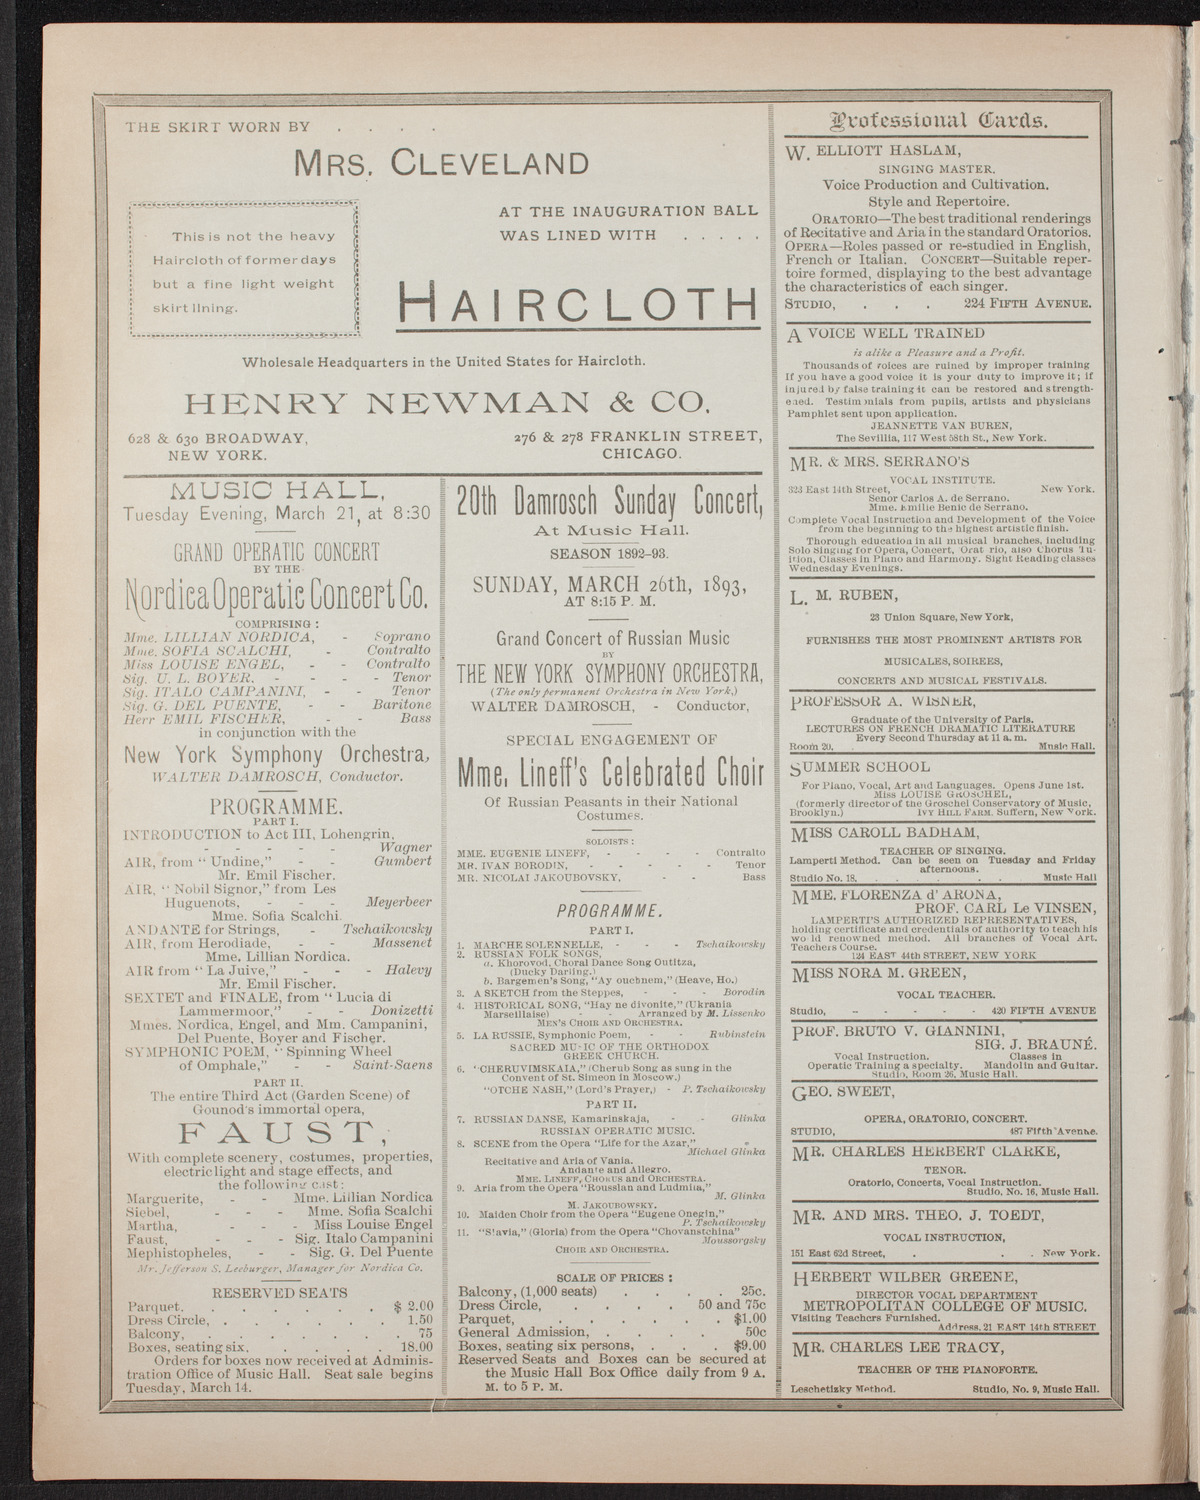 THE SKIRT WORN BY . . . .
MRS. CLEVELAND
This is not the heavy
Haircloth of former days
but a fine light weight
skirt lining.
AT THE INAUGURATION BALL
WAS LINED WITH . . . . .
HAIRCLOTH
Wholesale Headquarters in the United States for Haircloth.
HENRY NEWMAN & CO.
628 & 630 BROADWAY,
NEW YORK.
276 & 278 FRANKLIN STREET,
CHICAGO.
MUSIC HALL,
Tuesday Evening, March 21, at 8:30
GRAND OPERATIC CONCERT
BY THE
Nordica Operatic Concert Co.
COMPRISING:
Mme. LILLIAN NORDICA, - Soprano
Mme. SOFIA SCALCHI, - Contralto
Miss LOUISE ENGEL, - - Contralto
Sig. U. L. BOYER, - - - - Tenor
Sig. ITALO CAMPANINI, - - Tenor
Sig. G. DEL PUENTE, - - Baritone
Herr EMIL FISCHER, - - Bass
in conjunction with the
New York Symphony Orchestra,
WALTER DAMROSCH, Conductor.
PROGRAMME.
PART I.
INTRODUCTION to Act III, Lohengrin,
- - - - - Wagner
AIR, from "Undine," - - Gumbert
Mr. Emil Fischer.
AIR, "Nobil Signor," from Les
Huguenots, - - - Meyerbeer
Mme. Sofia Scalchi.
ANDANTE for Strings, - Tschaikowsky
AIR, from Herodiade, - - Massenet
Mme. Lillian Nordica.
AIR from "La Juive," - - - Halevy
Mr. Emil Fischer.
SEXTET and FINALE, from "Lucia di
Lammermoor," - - Donizetti
Mmes. Nordica, Engel, and Mm. Campanini,
Del Puente, Boyer and Fischer.
SYMPHONIC POEM, "Spinning Wheel
of Omphale," - - Saint-Saens
PART II.
The entire Third Act (Garden Scene) of
Gounod's immortal opera,
FAUST,
With complete scenery, costumes, properties,
electric light and stage effects, and
the following cast:
Marguerite, - - Mme. Lillian Nordica
Siebel, - - - Mme. Sofia Scalchi
Martha, - - - Miss Louise Engel
Faust, - - - Sig. Italo Campanini
Mephistopheles, - - Sig. G. Del Puente
Mr. Jefferson S. Leeburger, Manager for Nordica Co.
RESERVED SEATS
Parquet. . . . . . . . $ 2.00
Dress Circle, . . . . . . . 1.50
Balcony, . . . . . . . 75
Boxes, seating six, . . . . 18.00
Orders for boxes now received at Adminis-
tration Office of Music Hall. Seat sale begins
Tuesday, March 14.
20th Damrosch Sunday Concert,
At Music Hall.
SEASON 1892-93.
SUNDAY, MARCH 26th, 1893,
AT 8:15 P. M.
Grand Concert of Russian Music
BY
THE NEW YORK SYMPHONY ORCHESTRA,
(The only permanent Orchestra in New York,)
WALTER DAMROSCH, - Conductor,
SPECIAL ENGAGEMENT OF
Mme. Lineff's Celebrated Choir
Of Russian Peasants in their National
Costumes.
SOLOISTS:
MME. EUGENIE LINEFF, - - - - Contralto
MR. IVAN BORODIN, - - - - - Tenor
MR. NICOLAI JAKOUBOVSKY, - - Bass
PROGRAMME.
PART I.
1. MARCHE SOLENNELLE, - - - Tschaikowsky
2. RUSSIAN FOLK SONGS,
a. Khorovod, Choral Dance Song Outitza,
(Ducky Darling.)
b. Bargemen's Song, "Ay ouchnem," (Heave, Ho.)
3. A SKETCH from the Steppes, - - - Borodin
4. HISTORICAL SONG, "Hay ne divonite," (Ukrania
Marseillaise) - - Arranged by M. Lissenko
MEN'S CHOIR AND ORCHESTRA.
5. LA RUSSIE, Symphonic Poem, - - Rubinstein
SACRED MUSIC OF THE ORTHODOX
GREEK CHURCH.
6. "CHERUVIMSKAIA," (Cherub Song as sung in the
Convent of St. Simeon in Moscow.)
"OTCHE NASH," (Lord's Prayer,) - P. Tschaikowsky
PART II.
7. RUSSIAN DANSE, Kamarinskaja, - - Glinka
RUSSIAN OPERATIC MUSIC.
8. SCENE from the Opera "Life for the Azar,"
Michael Glinka
Recitative and Aria of Vania.
Andante and Allegro.
MME. LINEFF, CHORUS and ORCHESTRA.
9. Aria from the Opera "Rousslan and Ludmila,"
M. Glinka
M. JAKOUBOWSKY.
10. Maiden Choir from the Opera "Eugene Onegin,"
P. Tschaikowsky
11. "Slavia," (Gloria) from the Opera "Chovanstchina"
Moussorgsky
CHOIR AND ORCHESTRA.
SCALE OF PRICES:
Balcony, (1,000 seats) . . . . 25c.
Dress Circle, . . . . 50 and 75c
Parquet, . . . . . . $1.00
General Admission, . . . . 50c
Boxes, seating six persons, . . . $9.00
Reserved Seats and Boxes can be secured at
the Music Hall Box Office daily from 9 A.
M. to 5 P. M.
Professional Cards.
W. ELLIOTT HASLAM,
SINGING MASTER.
Voice Production and Cultivation.
Style and Repertoire.
ORATORIO—The best traditional renderings
of Recitative and Aria in the standard Oratorios.
OPERA—Roles passed or re-studied in English,
French or Italian. CONCERT—Suitable reper-
toire formed, displaying to the best advantage
the characteristics of each singer.
STUDIO, . . . 224 FIFTH AVENUE.
A VOICE WELL TRAINED
is alike a Pleasure and a Profit.
Thousands of voices are ruined by improper training
If you have a good voice it is your duty to improve it; if
injured by false training it can be restored and strength-
ened. Testimonials from pupils, artists and physicians
Pamphlet sent upon application.
JEANNETTE VAN BUREN,
The Sevillia, 117 West 58th St., New York.
MR. & MRS. SERRANO'S
VOCAL INSTITUTE.
323 East 14th Street, New York.
Senor Carlos A. de Serrano.
Mme. Emilie Benic de Serrano.
Complete Vocal Instruction and Development of the Voice
from the beginning to the highest artistic finish.
Thorough education in all musical branches, including
Solo Singing for Opera, Concert, Orat rio, also Chorus Tu-
ition, Classes in Piano and Harmony. Sight Reading classes
Wednesday Evenings.
L. M. RUBEN,
23 Union Square, New York,
FURNISHES THE MOST PROMINENT ARTISTS FOR
MUSICALES, SOIREES,
CONCERTS AND MUSICAL FESTIVALS.
PROFESSOR A. WISNER,
Graduate of the University of Paris.
LECTURES ON FRENCH DRAMATIC LITERATURE
Every Second Thursday at 11 a. m.
Room 20, Music Hall.
SUMMER SCHOOL
For Piano, Vocal, Art and Languages. Opens June 1st.
Miss LOUISE GROSCHEL,
(formerly director of the Groschel Conservatory of Music,
Brooklyn.) IVY HILL FARM. Suffern, New York.
MISS CAROLL BADHAM,
TEACHER OF SINGING.
Lamperti Method. Can be seen on Tuesday and Friday
afternoons.
Studio No. 18, . . . . . . Music Hall
MME. FLORENZA d' ARONA,
PROF. CARL Le VINSEN,
LAMPERTI'S AUTHORIZED REPRESENTATIVES,
holding certificate and credentials of authority to teach his
world renowned method. All branches of Vocal Art.
Teachers Course.
124 EAST 44th STREET, NEW YORK
MISS NORA M. GREEN,
VOCAL TEACHER.
Studio, - - - - - 420 FIFTH AVENUE
PROF. BRUTO V. GIANNINI,
SIG. J. BRAUNÉ.
Vocal Instruction. Classes in
Operatic Training a specialty. Mandolin and Guitar.
Studio, Room 26, Music Hall.
GEO. SWEET,
OPERA, ORATORIO, CONCERT.
STUDIO, 487 Fifth Avenue.
MR. CHARLES HERBERT CLARKE,
TENOR.
Oratorio, Concerts, Vocal Instruction.
Studio, No. 16, Music Hall.
MR. AND MRS. THEO. J. TOEDT,
VOCAL INSTRUCTION,
151 East 62d Street, . . . New York.
HERBERT WILBER GREENE,
DIRECTOR VOCAL DEPARTMENT
METROPOLITAN COLLEGE OF MUSIC.
Visiting Teachers Furnished.
Address, 21 EAST 14th STREET
MR. CHARLES LEE TRACY,
TEACHER OF THE PIANOFORTE.
Leschetizky Method. Studio, No. 9, Music Hall.